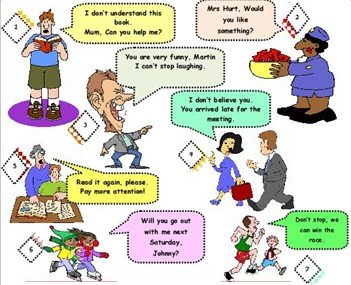 1
I don't understand this
book.
Mum, Can you help me?
2
Mrs Hurt, Would
you like
something?
You are very funny, Martin
I can't stop laughing.
3
I don't believe you.
You arrived late for the
meeting.
5
Read it again, please.
Pay more attention!
Will you go out
with me next
Saturday,
Johnny?
6
Don't stop, we
can win the
race.
7